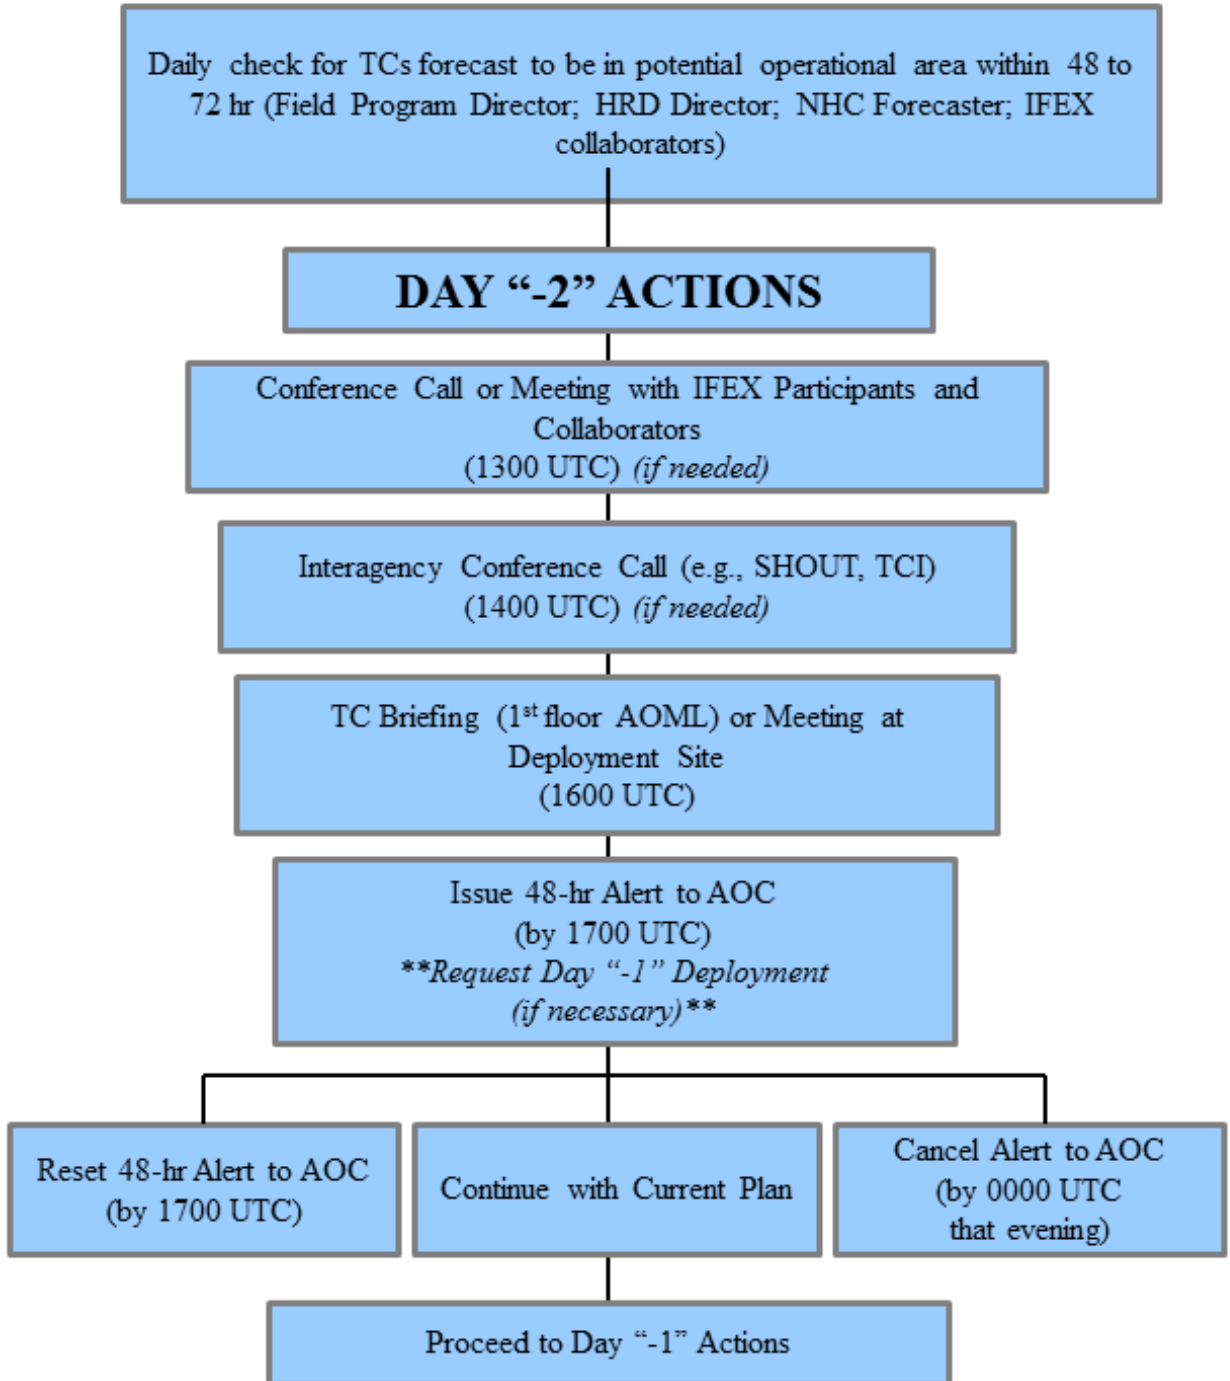 Daily check for TCs forecast to be in potential operational area within 48 to
72 hr (Field Program Director; HRD Director; NHC Forecaster; IFEX
collaborators)
DAY “-2” ACTIONS
Conference Call or Meeting with IFEX Participants and
Collaborators
(1300 UTC) (if needed)
Interagency Conference Call (e.g., SHOUT, TCI)
(1400 UTC) (if needed)
TC Briefing (1st floor AOML) or Meeting at
Deployment Site
(1600 UTC)
Issue 48-hr Alert to AOC
(by 1700 UTC)
**Request Day “-1” Deployment
(if necessary)**
Reset 48-hr Alert to AOC
(by 1700 UTC)
Continue with Current Plan
Cancel Alert to AOC
(by 0000 UTC
that evening)
Proceed to Day “-1” Actions